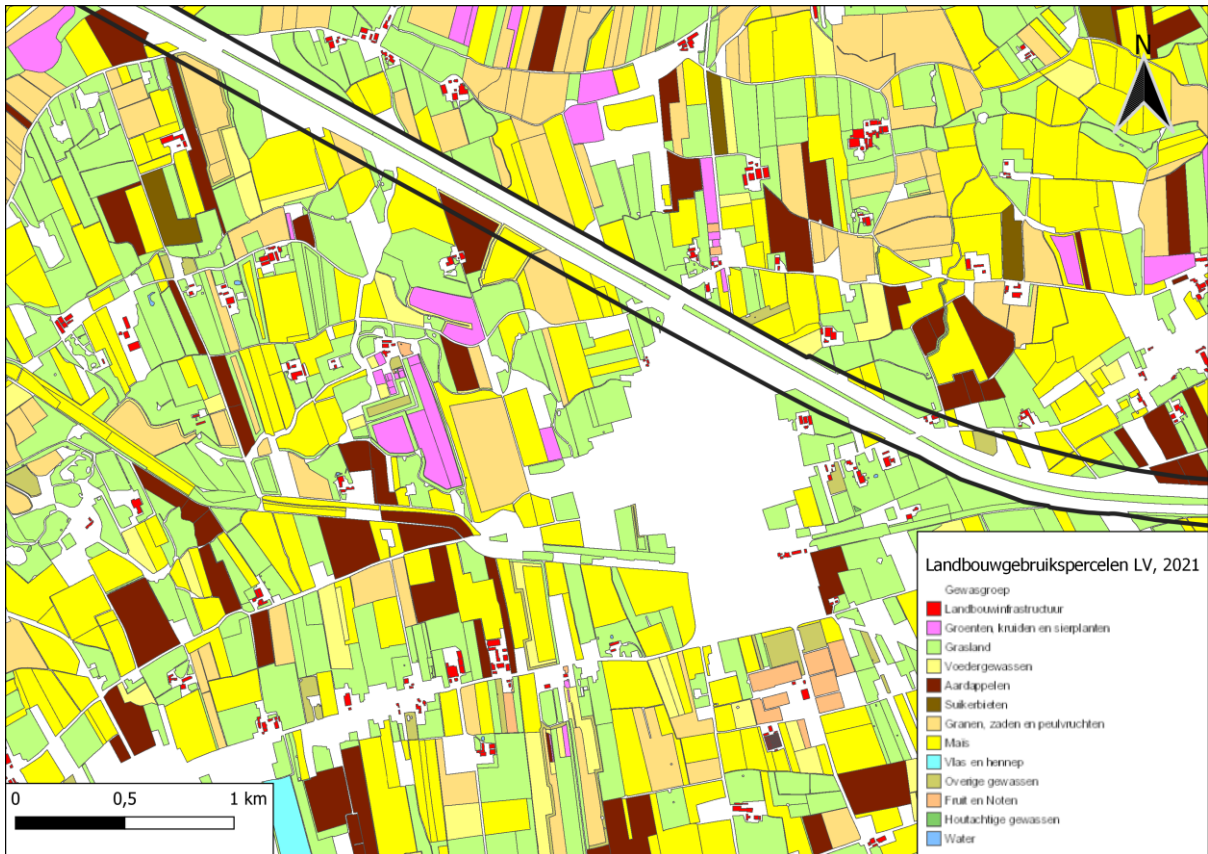 N
Landbouwgebruikspercelen LV, 2021
Gewasgroep
Landbouwinfrastructuur
Groenten, kruiden en sierplanten
Grasland
Voedergewassen
Aardappelen
Suikerbieten
Granen, zaden en peulvruchten
Maïs
Vlas en hennep
Overige gewassen
Fruit en Noten
Houtachtige gewassen
Water
0 0,5 1 km